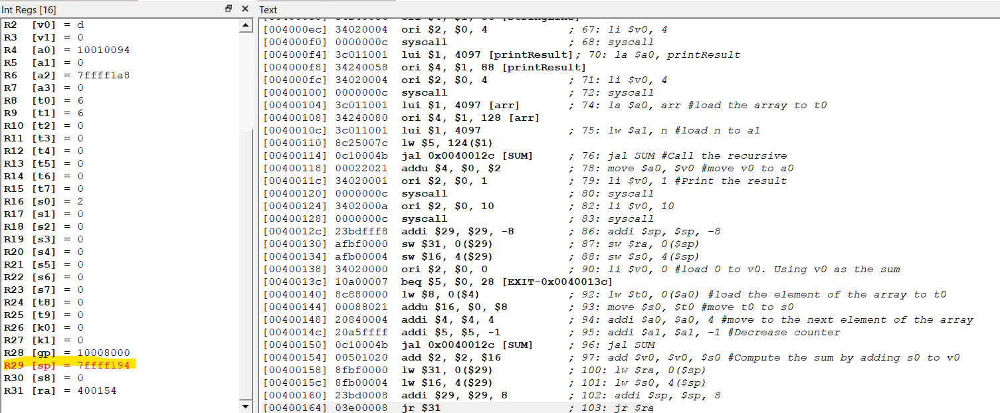 Int Regs [16]
R2 [v0] = d
R3 [v1] = 0
R4 [a0] = 10010094
R5 [a1] = 0
R6 [a2] = 7ffff1a8
R7 [a3] = 0
R8 [t0] = 6
R9 [t1] = 6
R10 [t2] = 0
R11 [t3] = 0
R12 [t4] = 0
R13 [t5] = 0
R14 [t6] = 0
R15 [t7] = 0
R16 [s0] = 2
R17 [s1] = 0
R18 [s2] = 0
R19 [s3] = 0
R20 [s4] = 0
R21 [s5] = 0
R22 [s6] = 0
R23 [s7] = 0
R24 [t8] = 0
R25 [t9] = 0
R26 [k0] = 0
R27 [k1] = 0
R28 [gp] = 10008000
R29 [sp] = 7ffff194
R30 [s8] = 0
R31 [ra] = 400154
Text
[004000ec] 34020004 ori $2, $0, 4 ; 67: li $v0, 4
[004000f0] 0000000c syscall ; 68: syscall
[004000f4] 3c011001 lui $1, 4097 [printResult]; 70: la $a0, printResult
[004000f8] 34240058 ori $4, $1, 88 [printResult]
[004000fc] 34020004 ori $2, $0, 4 ; 71: li $v0, 4
[00400100] 0000000c syscall ; 72: syscall
[00400104] 3c011001 lui $1, 4097 [arr] ; 74: la $a0, arr #load the array to t0
[00400108] 34240080 ori $4, $1, 128 [arr]
[0040010c] 3c011001 lui $1, 4097 ; 75: lw $a1, n #load n to a1
[00400110] 8c25007c lw $5, 124($1)
[00400114] 0c10004b jal 0x0040012c [SUM] ; 76: jal SUM #Call the recursive
[00400118] 00022021 addu $4, $0, $2 ; 78: move $a0, $v0 #move v0 to a0
[0040011c] 34020001 ori $2, $0, 1 ; 79: li $v0, 1 #Print the result
[00400120] 0000000c syscall ; 80: syscall
[00400124] 3402000a ori $2, $0, 10 ; 82: li $v0, 10
[00400128] 0000000c syscall ; 83: syscall
[0040012c] 23bdfff8 addi $29, $29, -8 ; 86: addi $sp, $sp, -8
[00400130] afbf0000 sw $31, 0($29) ; 87: sw $ra, 0($sp)
[00400134] afb00004 sw $16, 4($29) ; 88: sw $s0, 4($sp)
[00400138] 34020000 ori $2, $0, 0 ; 90: li $v0, 0 #load 0 to v0. Using v0 as the sum
[0040013c] 10a00007 beq $5, $0, 28 [EXIT-0x0040013c]
[00400140] 8c880000 lw $8, 0($4) ; 92: lw $t0, 0($a0) #load the element of the array to t0
[00400144] 00088021 addu $16, $0, $8 ; 93: move $s0, $t0 #move t0 to s0
[00400148] 20840004 addi $4, $4, 4 ; 94: addi $a0, $a0, 4 #move to the next element of the array
[0040014c] 20a5ffff addi $5, $5, -1 ; 95: addi $a1, $a1, -1 #Decrease counter
[00400150] 0c10004b jal 0x0040012c [SUM] ; 96: jal SUM
[00400154] 00501020 add $2, $2, $16 ; 97: add $v0, $v0, $s0 #Compute the sum by adding s0 to v0
[00400158] 8fbf0000 lw $31, 0($29) ; 100: lw $ra, 0($sp)
[0040015c] 8fb00004 lw $16, 4($29) ; 101: lw $s0, 4($sp)
[00400160] 23bd0008 addi $29, $29, 8 ; 102: addi $sp, $sp, 8
[00400164] 03e00008 jr $31 ; 103: jr $ra